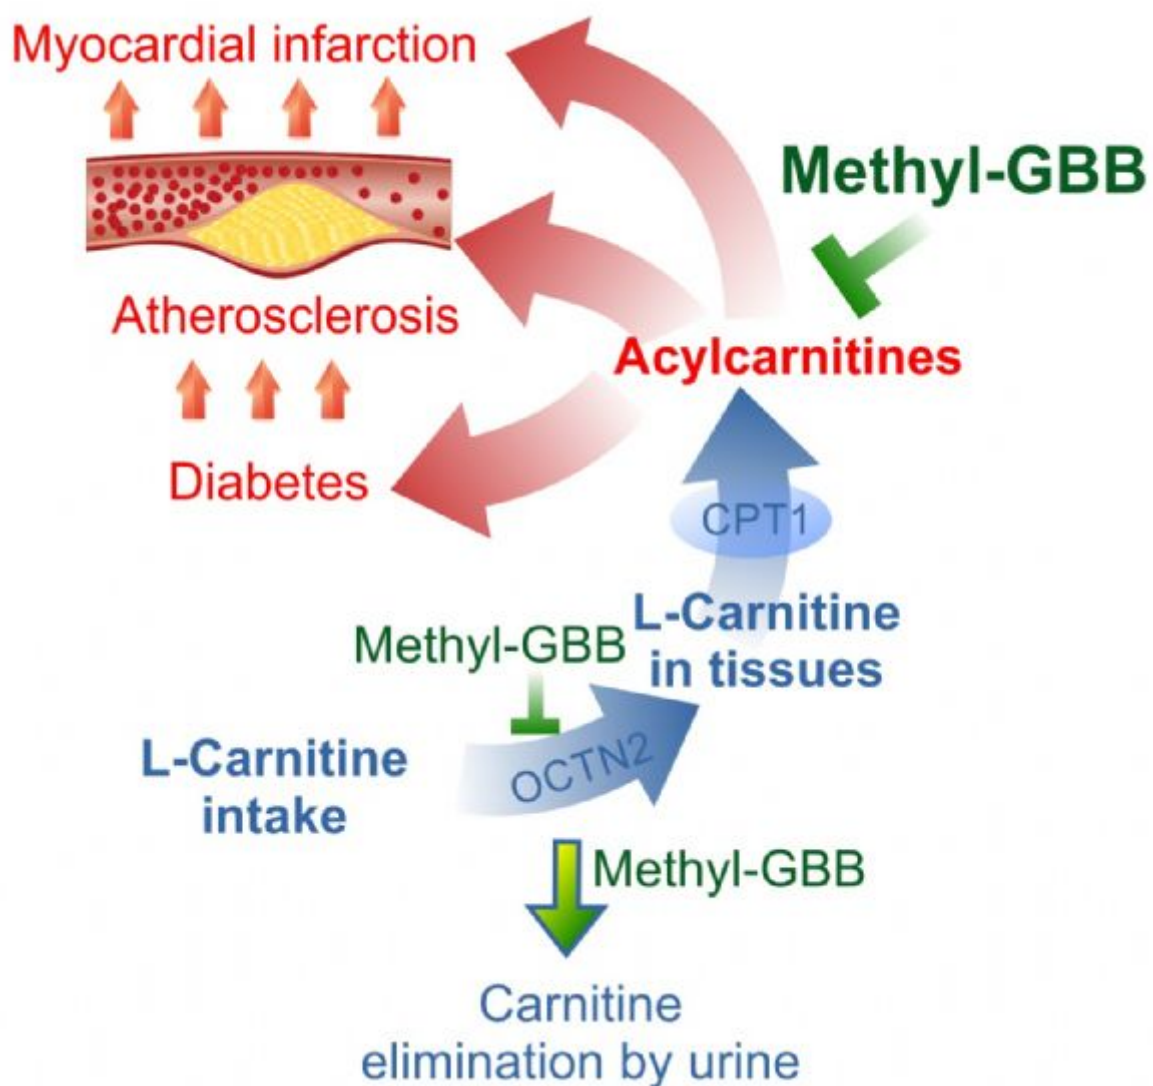 Myocardial infarction
Methyl-GBB
Atherosclerosis
Acylcarnitines
Diabetes
CPT1
L-Carnitine
in tissues
Methyl-GBB
L-Carnitine
intake
OCTN2
Methyl-GBB
Carnitine
elimination by urine